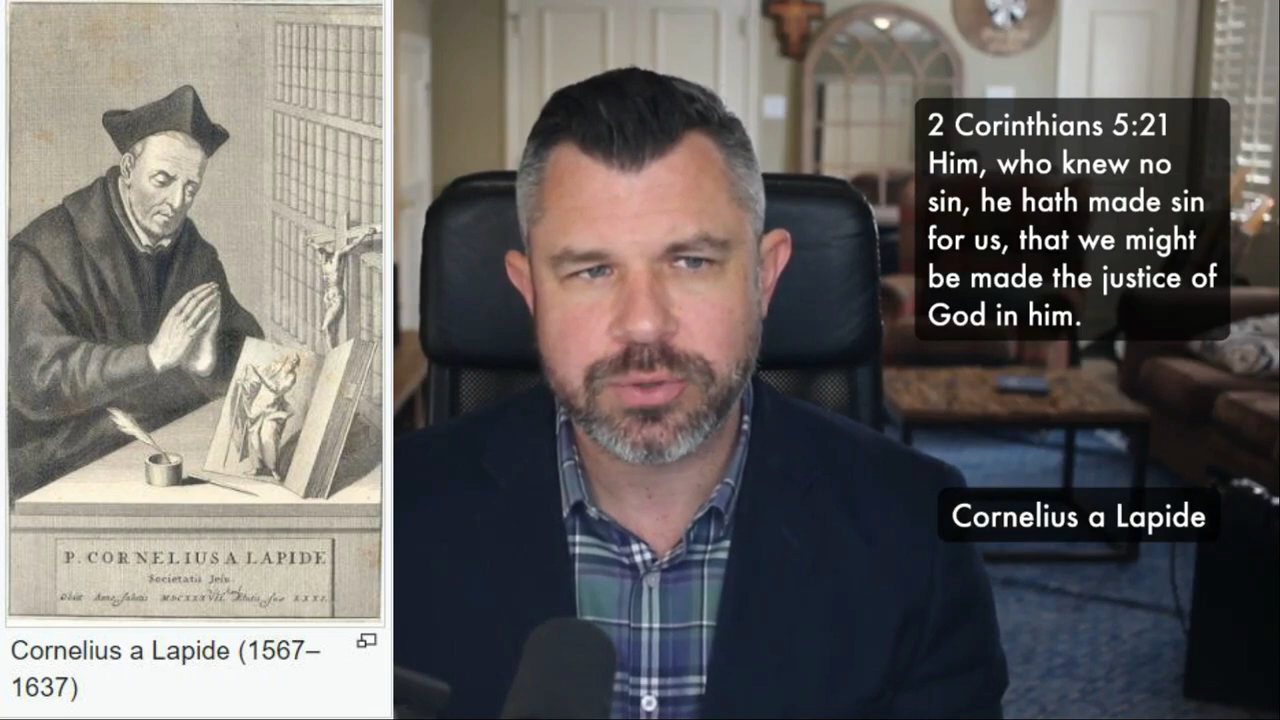 P. CORNELIUS A LAPIDE
Societatis Jesu
Cornelius a Lapide (1567–
1637)
2 Corinthians 5:21
Him, who knew no
sin, he hath made sin
for us, that we might
be made the justice of
God in him.
Cornelius a Lapide